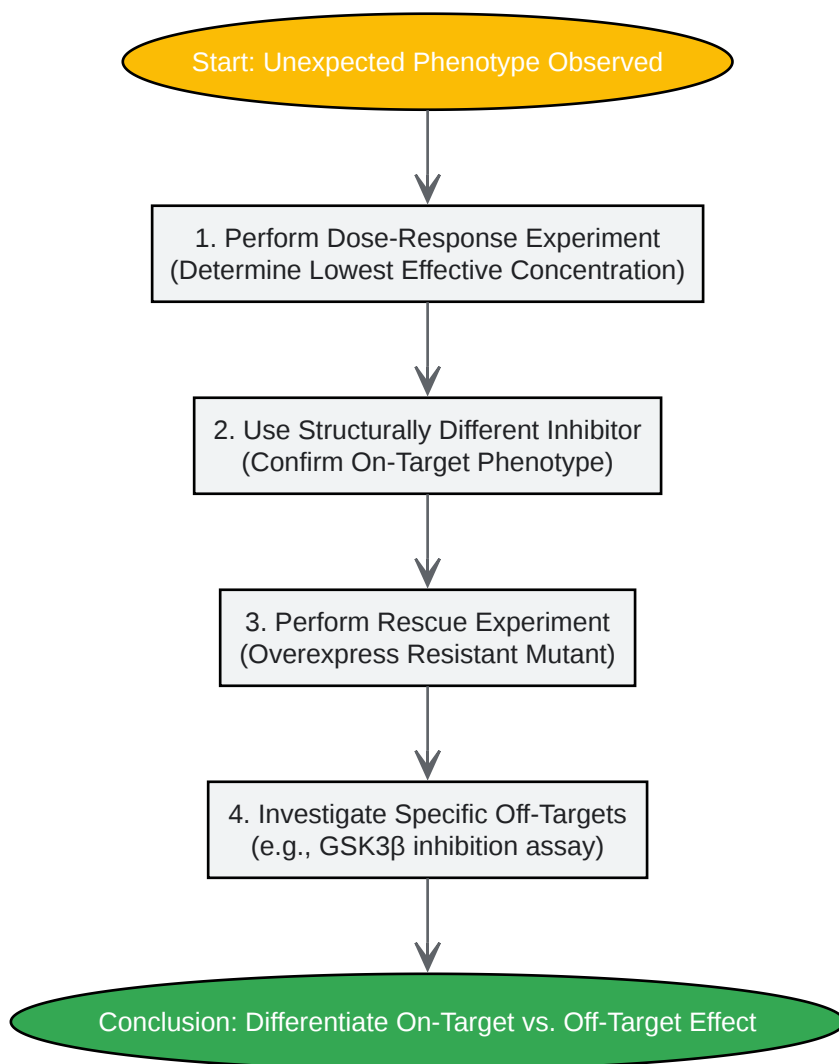 Start: Unexpected Phenotype Observed
1. Perform Dose-Response Experiment
(Determine Lowest Effective Concentration)
2. Use Structurally Different Inhibitor
(Confirm On-Target Phenotype)
3. Perform Rescue Experiment
(Overexpress Resistant Mutant)
4. Investigate Specific Off-Targets
(e.g., GSK3β inhibition assay)
Conclusion: Differentiate On-Target vs. Off-Target Effect